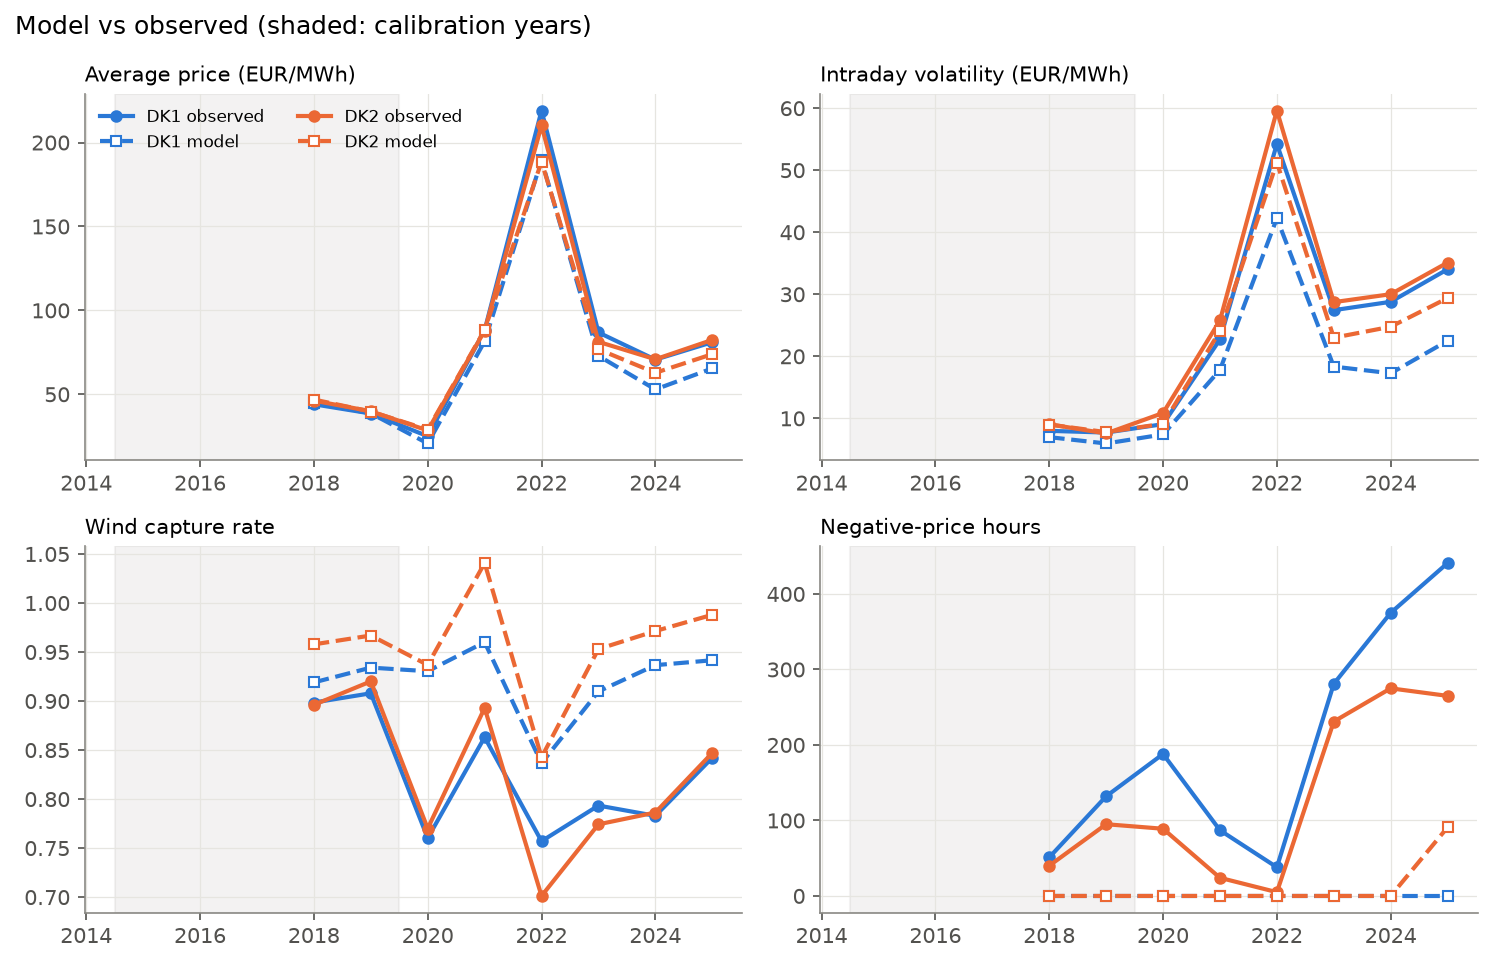 Model vs observed (shaded: calibration years)
Average price (EUR/MWh)
DK1 observed
DK1 model
DK2 observed
DK2 model
200
150
100
50
2014 2016 2018 2020 2022 2024
Intraday volatility (EUR/MWh)
60
50
40
30
20
10
2014 2016 2018 2020 2022 2024
Wind capture rate
1.05
1.00
0.95
0.90
0.85
0.80
0.75
0.70
2014 2016 2018 2020 2022 2024
Negative-price hours
400
300
200
100
0
2014 2016 2018 2020 2022 2024